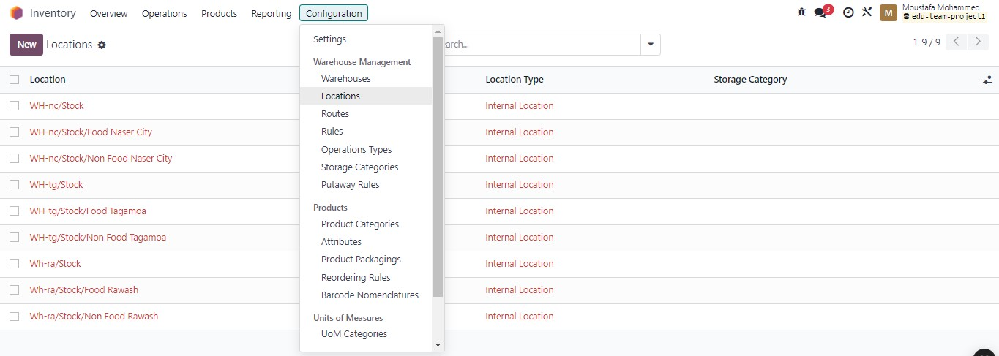 Inventory Overview Operations Products Reporting Configuration 3 M Moustafa Mohammed
edu-team-project1
New Locations earch... 1-9 / 9
Settings
Warehouse Management
Warehouses
Locations
Routes
Rules
Operations Types
Storage Categories
Putaway Rules
Products
Product Categories
Attributes
Product Packagings
Reordering Rules
Barcode Nomenclatures
Units of Measures
UoM Categories
Location Location Type Storage Category
WH-nc/Stock Internal Location
WH-nc/Stock/Food Naser City Internal Location
WH-nc/Stock/Non Food Naser City Internal Location
WH-tg/Stock Internal Location
WH-tg/Stock/Food Tagamoa Internal Location
WH-tg/Stock/Non Food Tagamoa Internal Location
Wh-ra/Stock Internal Location
Wh-ra/Stock/Food Rawash Internal Location
Wh-ra/Stock/Non Food Rawash Internal Location